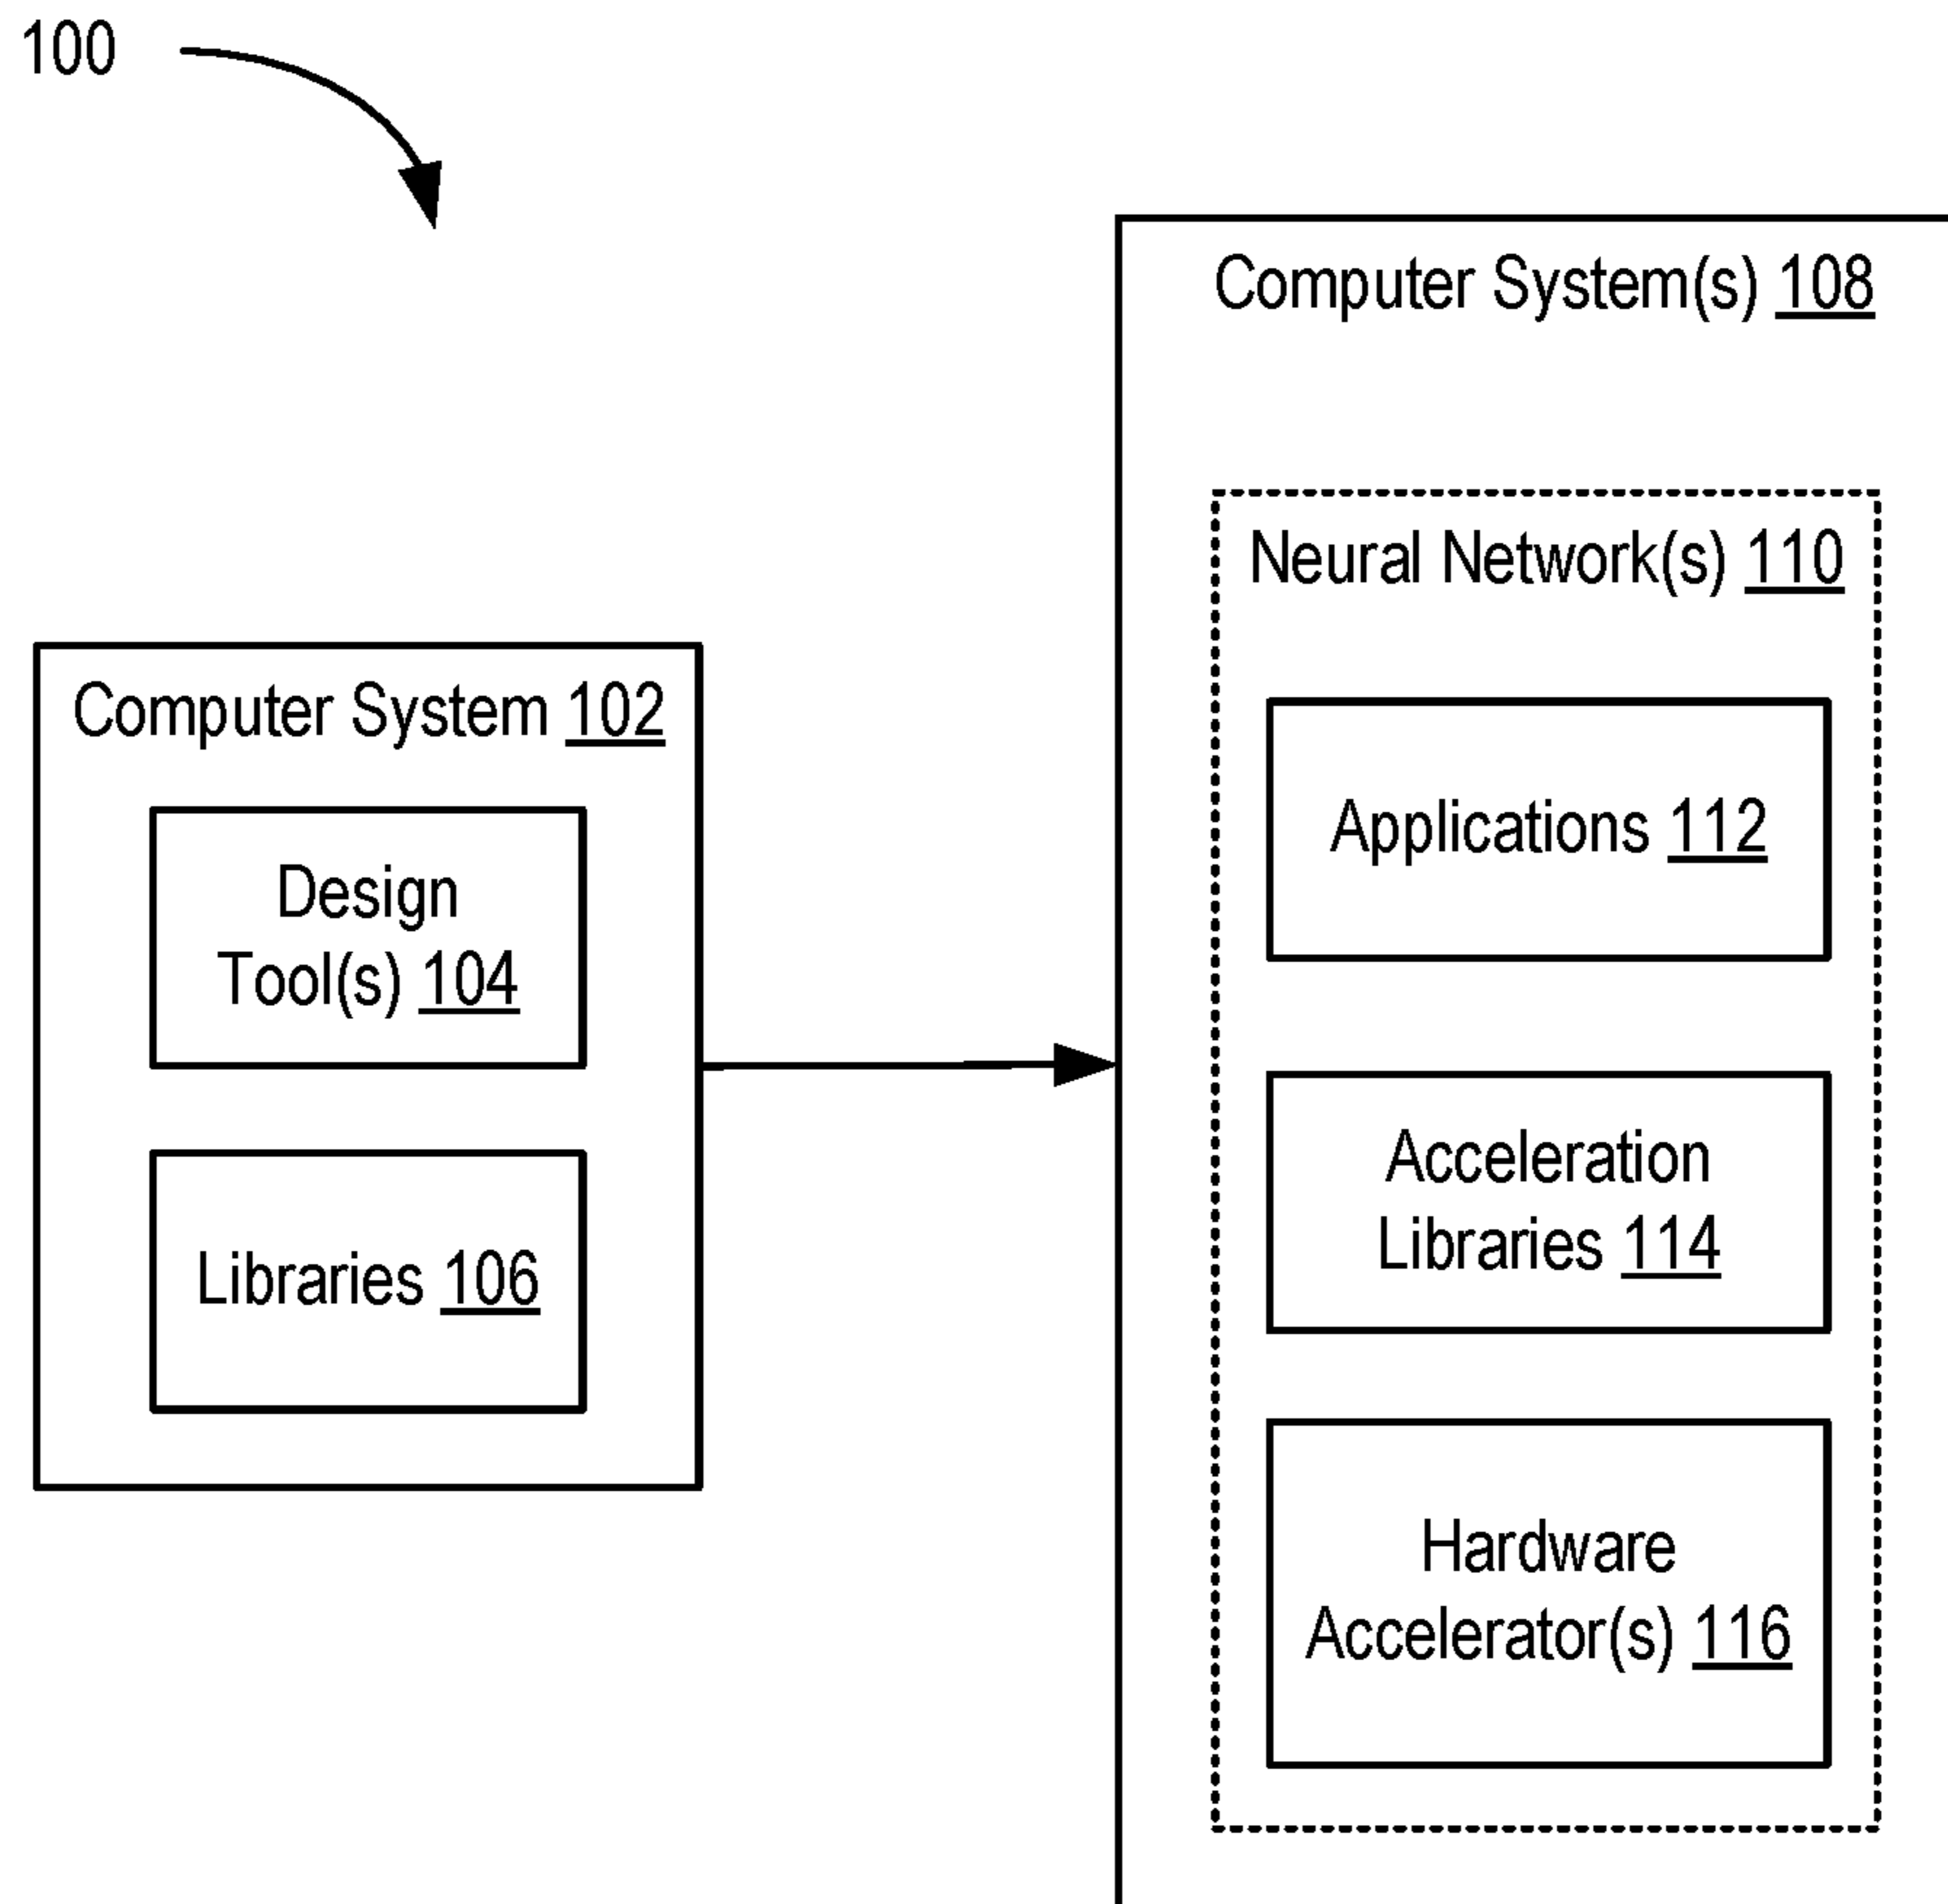 100
Computer System(s) 108
Neural Network(s) 110
Computer System 102
Applications 112
Design
Tool(s) 104
Acceleration
Libraries 114
Libraries 106
Hardware
Accelerator(s) 116